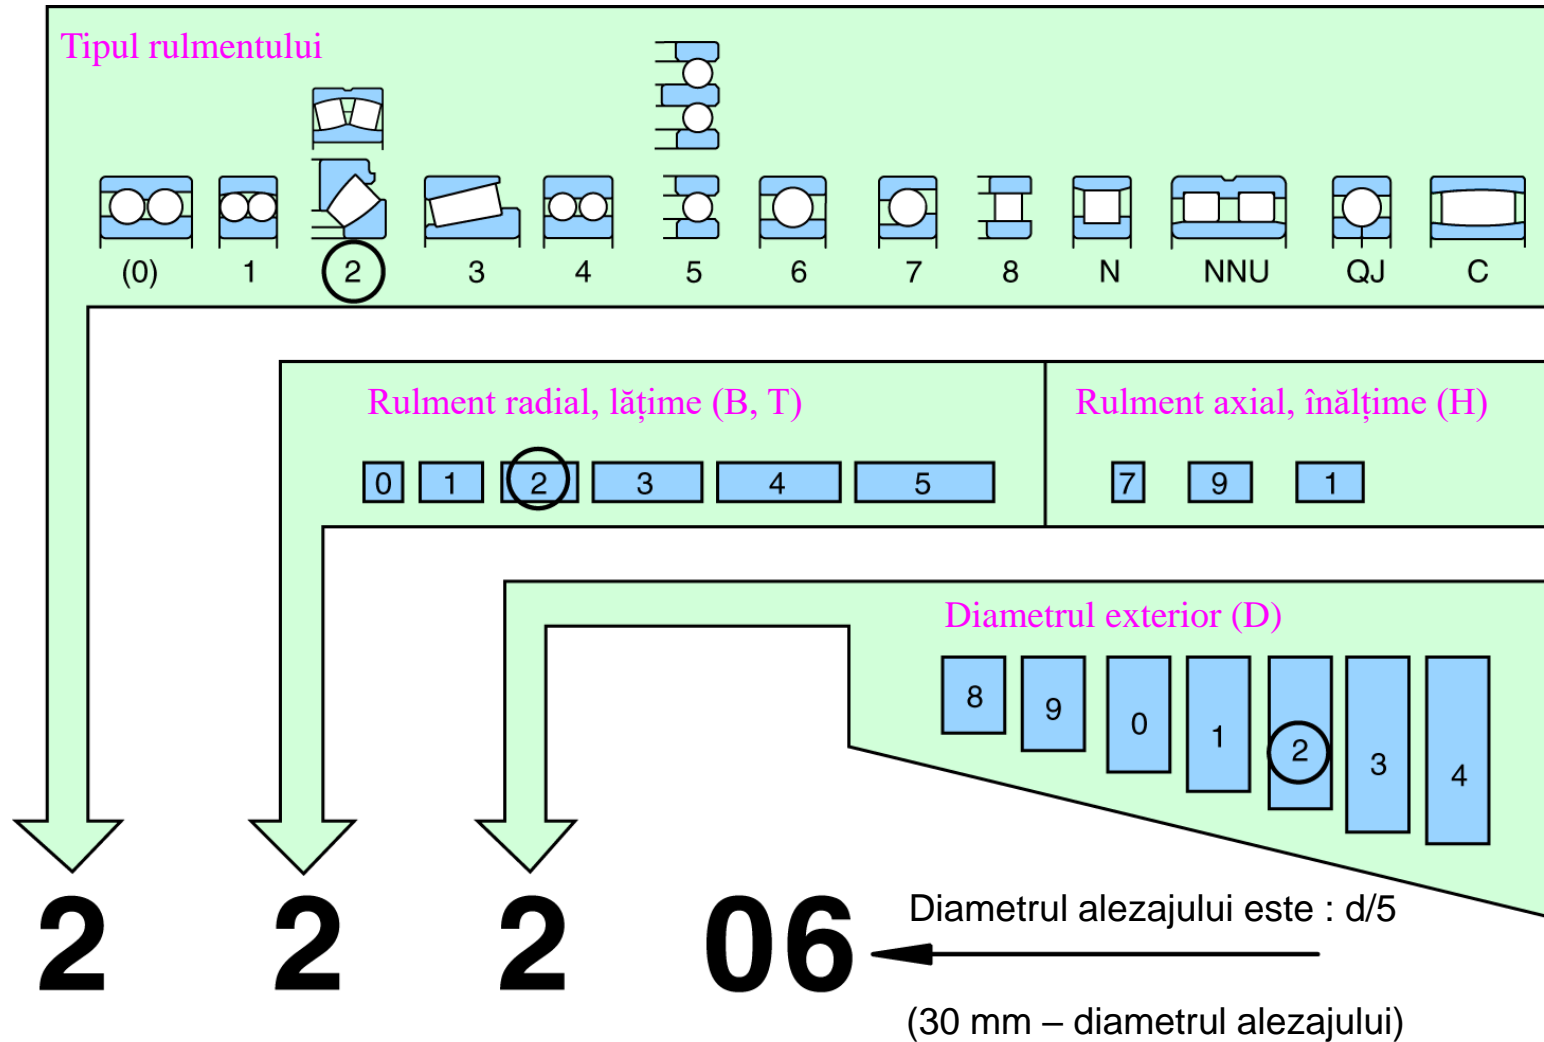 Tipul rulmentului
(0) 1 2 3 4 5 6 7 8 N NNU QJ C
Rulment radial, lățime (B, T)
Rulment axial, înălțime (H)
0 1 2 3 4 5
7 9 1
Diametrul exterior (D)
8 9 0 1 2 3 4
2 2 2 06
Diametrul alezajului este : d/5
(30 mm – diametrul alezajului)